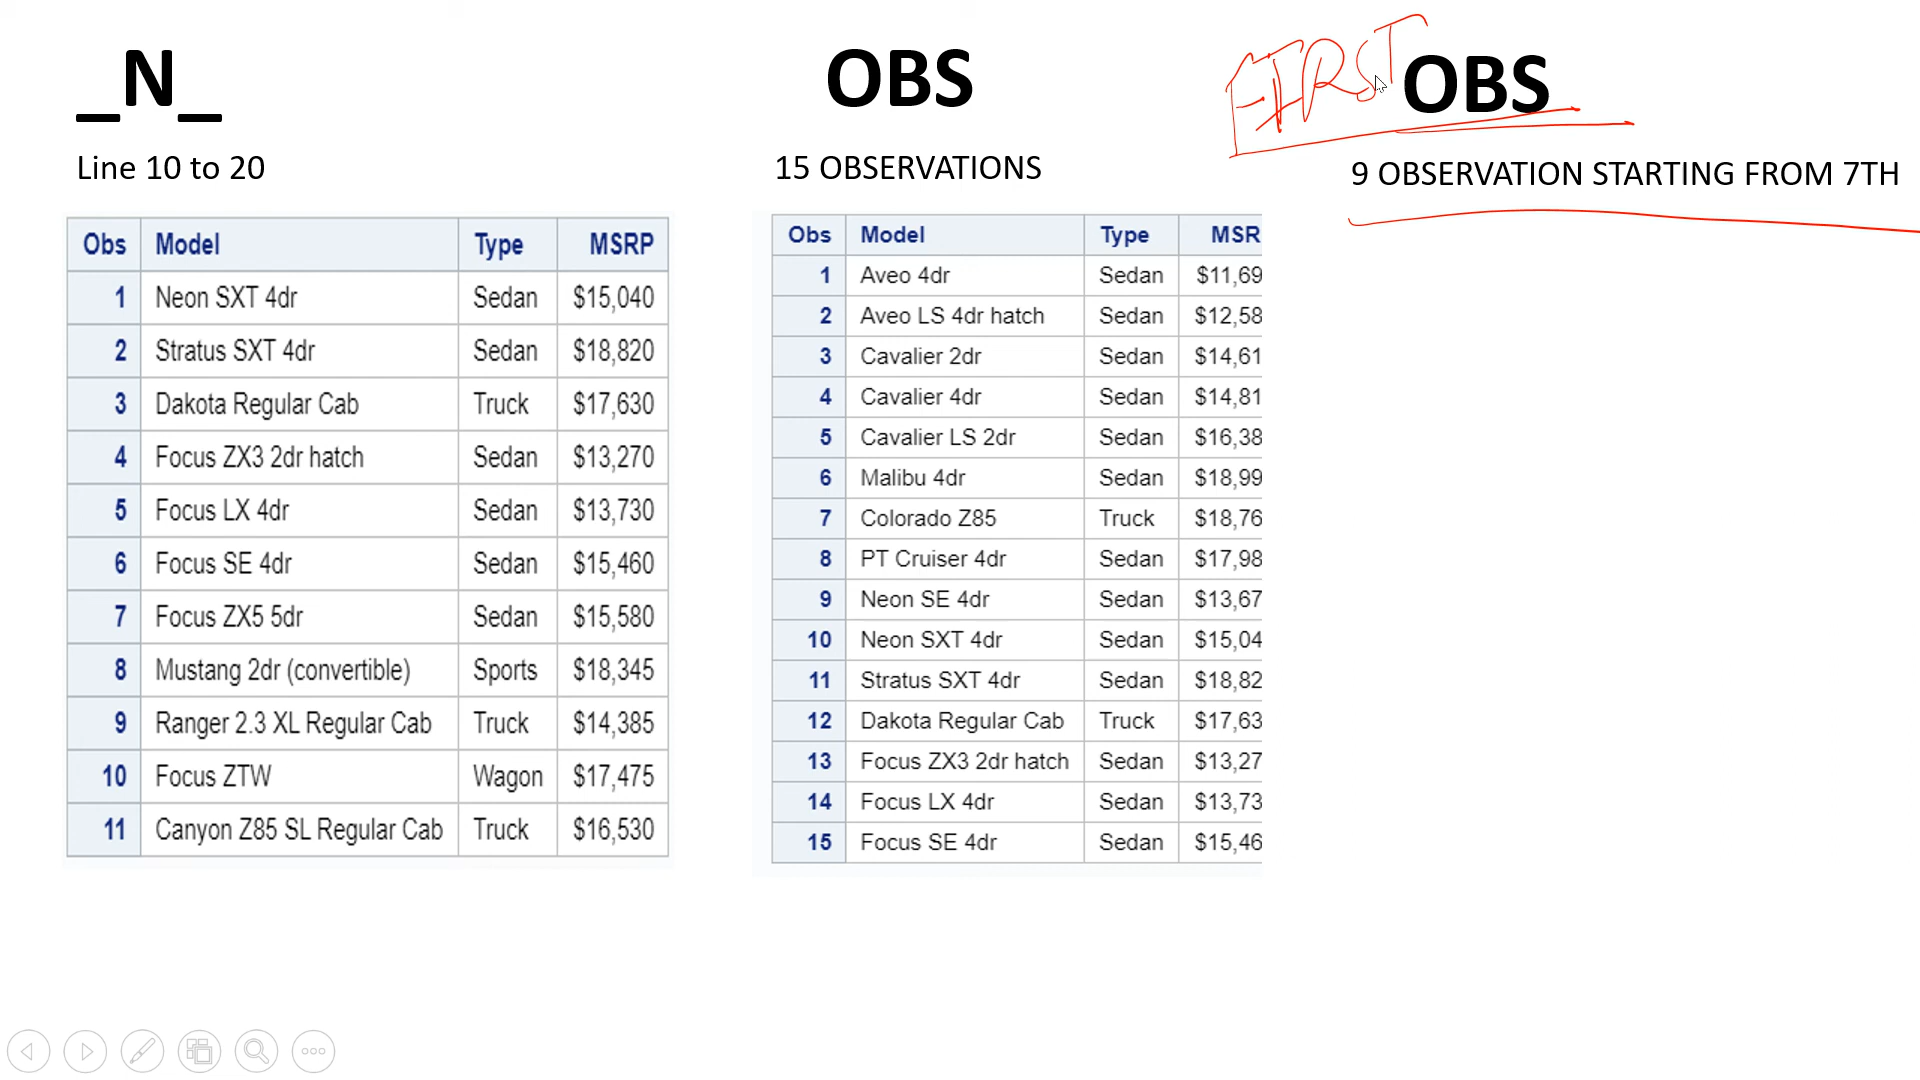 _N_
Line 10 to 20
Obs Model Type MSRP
1 Neon SXT 4dr Sedan $15,040
2 Stratus SXT 4dr Sedan $18,820
3 Dakota Regular Cab Truck $17,630
4 Focus ZX3 2dr hatch Sedan $13,270
5 Focus LX 4dr Sedan $13,730
6 Focus SE 4dr Sedan $15,460
7 Focus ZX5 5dr Sedan $15,580
8 Mustang 2dr (convertible) Sports $18,345
9 Ranger 2.3 XL Regular Cab Truck $14,385
10 Focus ZTW Wagon $17,475
11 Canyon Z85 SL Regular Cab Truck $16,530
OBS
15 OBSERVATIONS
Obs Model Type MSR
1 Aveo 4dr Sedan $11,69
2 Aveo LS 4dr hatch Sedan $12,58
3 Cavalier 2dr Sedan $14,61
4 Cavalier 4dr Sedan $14,81
5 Cavalier LS 2dr Sedan $16,38
6 Malibu 4dr Sedan $18,99
7 Colorado Z85 Truck $18,76
8 PT Cruiser 4dr Sedan $17,98
9 Neon SE 4dr Sedan $13,67
10 Neon SXT 4dr Sedan $15,04
11 Stratus SXT 4dr Sedan $18,82
12 Dakota Regular Cab Truck $17,63
13 Focus ZX3 2dr hatch Sedan $13,27
14 Focus LX 4dr Sedan $13,73
15 Focus SE 4dr Sedan $15,46
FIRST OBS
9 OBSERVATION STARTING FROM 7TH